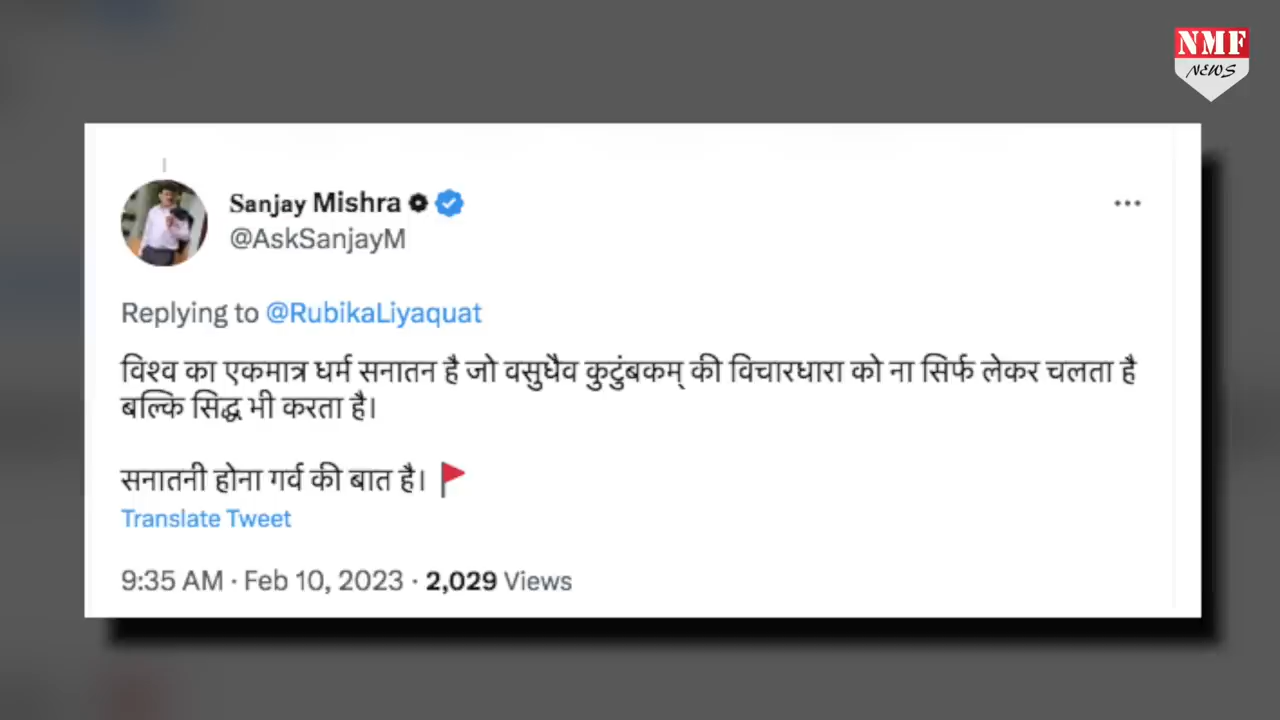 NMF
NEWS
Sanjay Mishra
@AskSanjayM
Replying to @RubikaLiyaquat
विश्व का एकमात्र धर्म सनातन है जो वसुधैव कुटुंबकम् की विचारधारा को ना सिर्फ लेकर चलता है
बल्कि सिद्ध भी करता है।
सनातनी होना गर्व की बात है। 🚩
Translate Tweet
9:35 AM · Feb 10, 2023 · 2,029 Views